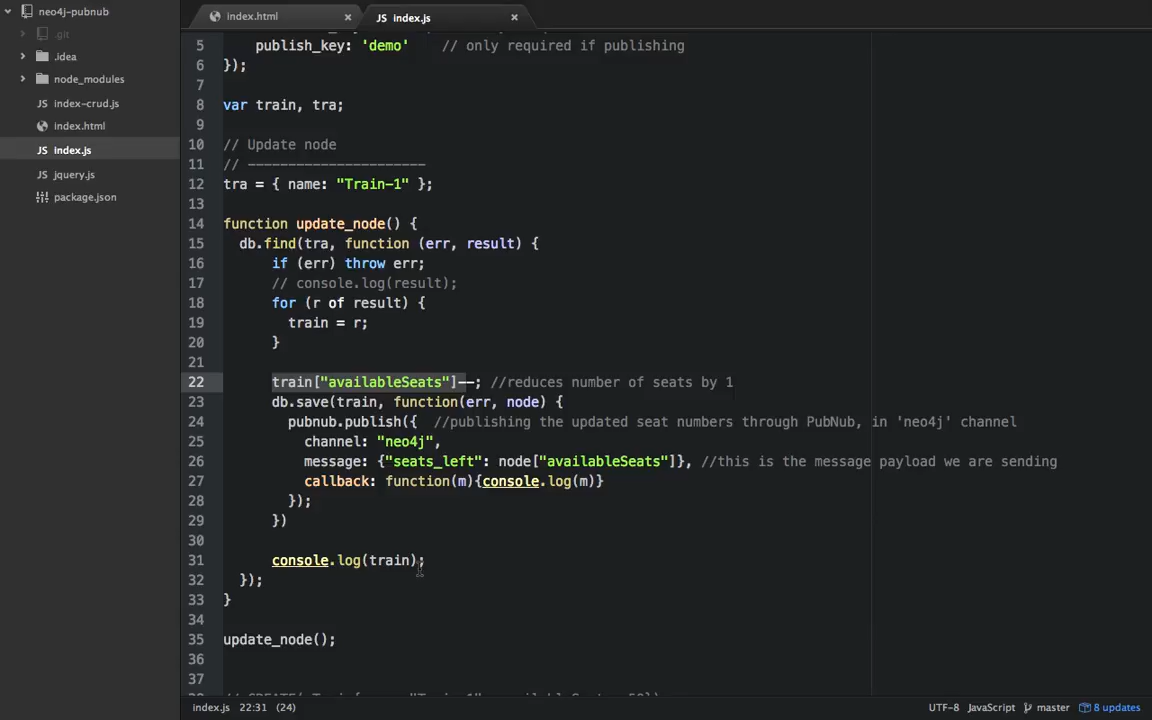 neo4j-pubnub
.git
.idea
node_modules
index-crud.js
index.html
index.js
jquery.js
package.json
index.html
index.js
5 publish_key: 'demo' // only required if publishing
6 });
7
8 var train, tra;
9
10 // Update node
11 // ----------------------
12 tra = { name: "Train-1" };
13
14 function update_node() {
15 db.find(tra, function (err, result) {
16 if (err) throw err;
17 // console.log(result);
18 for (r of result) {
19 train = r;
20 }
21
22 train["availableSeats"]--; //reduces number of seats by 1
23 db.save(train, function(err, node) {
24 pubnub.publish({ //publishing the updated seat numbers through PubNub, in 'neo4j' channel
25 channel: "neo4j",
26 message: {"seats_left": node["availableSeats"]}, //this is the message payload we are sending
27 callback: function(m){console.log(m)}
28 });
29 })
30
31 console.log(train);
32 });
33 }
34
35 update_node();
36
37
index.js 22:31 (24) UTF-8 JavaScript master 8 updates